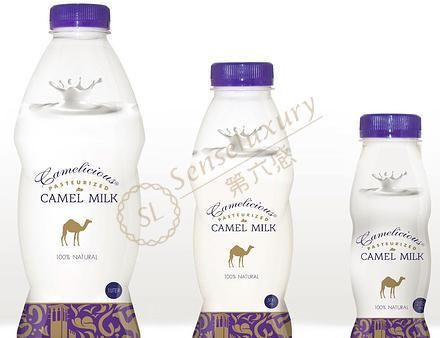 Camelicious®
PASTEURIZED
CAMEL MILK
100% NATURAL
Camelicious®
PASTEURIZED
CAMEL MILK
100% NATURAL
Camelicious®
PASTEURIZED
CAMEL MILK
100% NATURAL
SL Senseluxury
第六感